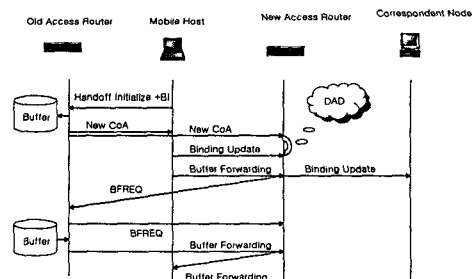 Old Access Router
Mobile Host
New Access Router
Correspondent Node
Handoff Initialize +BI
DAD
Buffer
New CoA
New CoA
Binding Update
Buffer Forwarding
Binding Update
BFREQ
BFREQ
Buffer
Buffer Forwarding
Buffer Forwarding